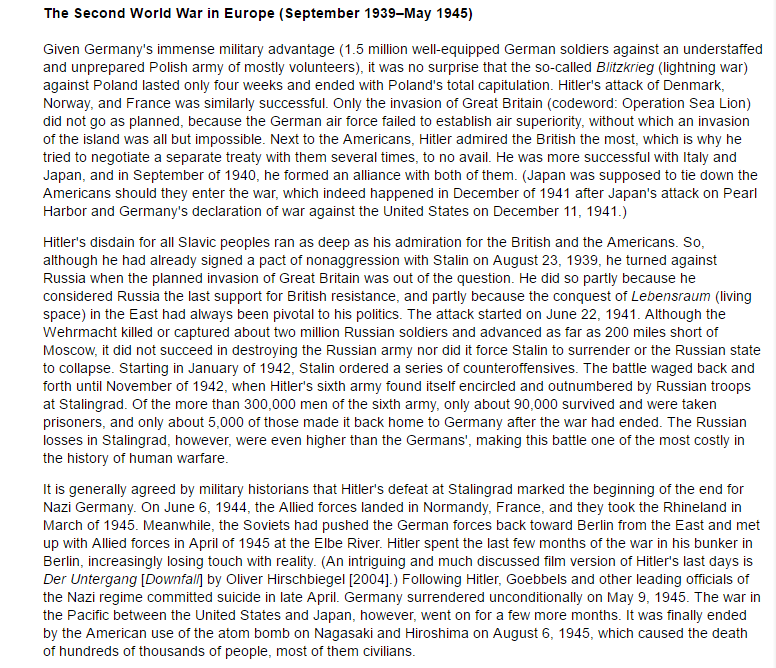 The Second World War in Europe (September 1939–May 1945)
Given Germany's immense military advantage (1.5 million well-equipped German soldiers against an understaffed
and unprepared Polish army of mostly volunteers), it was no surprise that the so-called Blitzkrieg (lightning war)
against Poland lasted only four weeks and ended with Poland's total capitulation. Hitler's attack of Denmark,
Norway, and France was similarly successful. Only the invasion of Great Britain (codeword: Operation Sea Lion)
did not go as planned, because the German air force failed to establish air superiority, without which an invasion
of the island was all but impossible. Next to the Americans, Hitler admired the British the most, which is why he
tried to negotiate a separate treaty with them several times, to no avail. He was more successful with Italy and
Japan, and in September of 1940, he formed an alliance with both of them. (Japan was supposed to tie down the
Americans should they enter the war, which indeed happened in December of 1941 after Japan's attack on Pearl
Harbor and Germany's declaration of war against the United States on December 11, 1941.)
Hitler's disdain for all Slavic peoples ran as deep as his admiration for the British and the Americans. So,
although he had already signed a pact of nonaggression with Stalin on August 23, 1939, he turned against
Russia when the planned invasion of Great Britain was out of the question. He did so partly because he
considered Russia the last support for British resistance, and partly because the conquest of Lebensraum (living
space) in the East had always been pivotal to his politics. The attack started on June 22, 1941. Although the
Wehrmacht killed or captured about two million Russian soldiers and advanced as far as 200 miles short of
Moscow, it did not succeed in destroying the Russian army nor did it force Stalin to surrender or the Russian state
to collapse. Starting in January of 1942, Stalin ordered a series of counteroffensives. The battle waged back and
forth until November of 1942, when Hitler's sixth army found itself encircled and outnumbered by Russian troops
at Stalingrad. Of the more than 300,000 men of the sixth army, only about 90,000 survived and were taken
prisoners, and only about 5,000 of those made it back home to Germany after the war had ended. The Russian
losses in Stalingrad, however, were even higher than the Germans', making this battle one of the most costly in
the history of human warfare.
It is generally agreed by military historians that Hitler's defeat at Stalingrad marked the beginning of the end for
Nazi Germany. On June 6, 1944, the Allied forces landed in Normandy, France, and they took the Rhineland in
March of 1945. Meanwhile, the Soviets had pushed the German forces back toward Berlin from the East and met
up with Allied forces in April of 1945 at the Elbe River. Hitler spent the last few months of the war in his bunker in
Berlin, increasingly losing touch with reality. (An intriguing and much discussed film version of Hitler's last days is
Der Untergang [Downfall] by Oliver Hirschbiegel [2004].) Following Hitler, Goebbels and other leading officials of
the Nazi regime committed suicide in late April. Germany surrendered unconditionally on May 9, 1945. The war in
the Pacific between the United States and Japan, however, went on for a few more months. It was finally ended
by the American use of the atom bomb on Nagasaki and Hiroshima on August 6, 1945, which caused the death
of hundreds of thousands of people, most of them civilians.